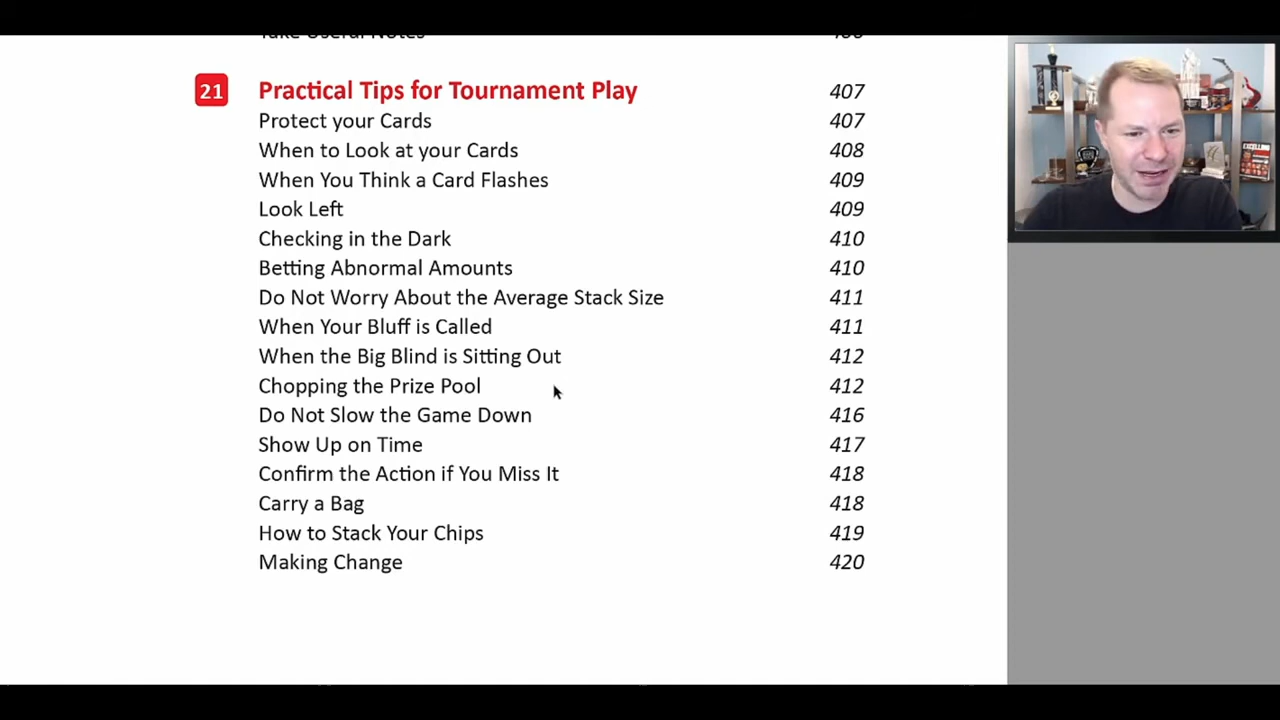 Take Useful Notes 406
21 Practical Tips for Tournament Play 407
Protect your Cards 407
When to Look at your Cards 408
When You Think a Card Flashes 409
Look Left 409
Checking in the Dark 410
Betting Abnormal Amounts 410
Do Not Worry About the Average Stack Size 411
When Your Bluff is Called 411
When the Big Blind is Sitting Out 412
Chopping the Prize Pool 412
Do Not Slow the Game Down 416
Show Up on Time 417
Confirm the Action if You Miss It 418
Carry a Bag 418
How to Stack Your Chips 419
Making Change 420